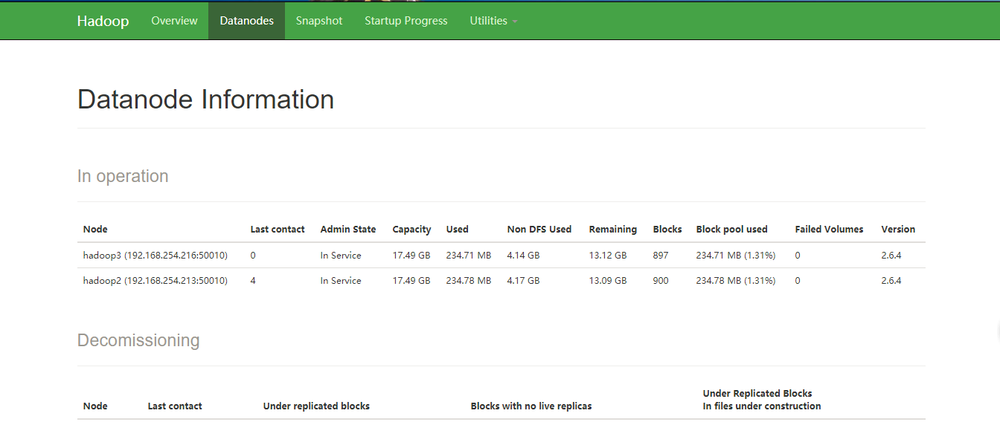 Hadoop Overview Datanodes Snapshot Startup Progress Utilities
Datanode Information
In operation
Node Last contact Admin State Capacity Used Non DFS Used Remaining Blocks Block pool used Failed Volumes Version
hadoop3 (192.168.254.216:50010) 0 In Service 17.49 GB 234.71 MB 4.14 GB 13.12 GB 897 234.71 MB (1.31%) 0 2.6.4
hadoop2 (192.168.254.213:50010) 4 In Service 17.49 GB 234.78 MB 4.17 GB 13.09 GB 900 234.78 MB (1.31%) 0 2.6.4
Decomissioning
Under Replicated Blocks
Node Last contact Under replicated blocks Blocks with no live replicas In files under construction